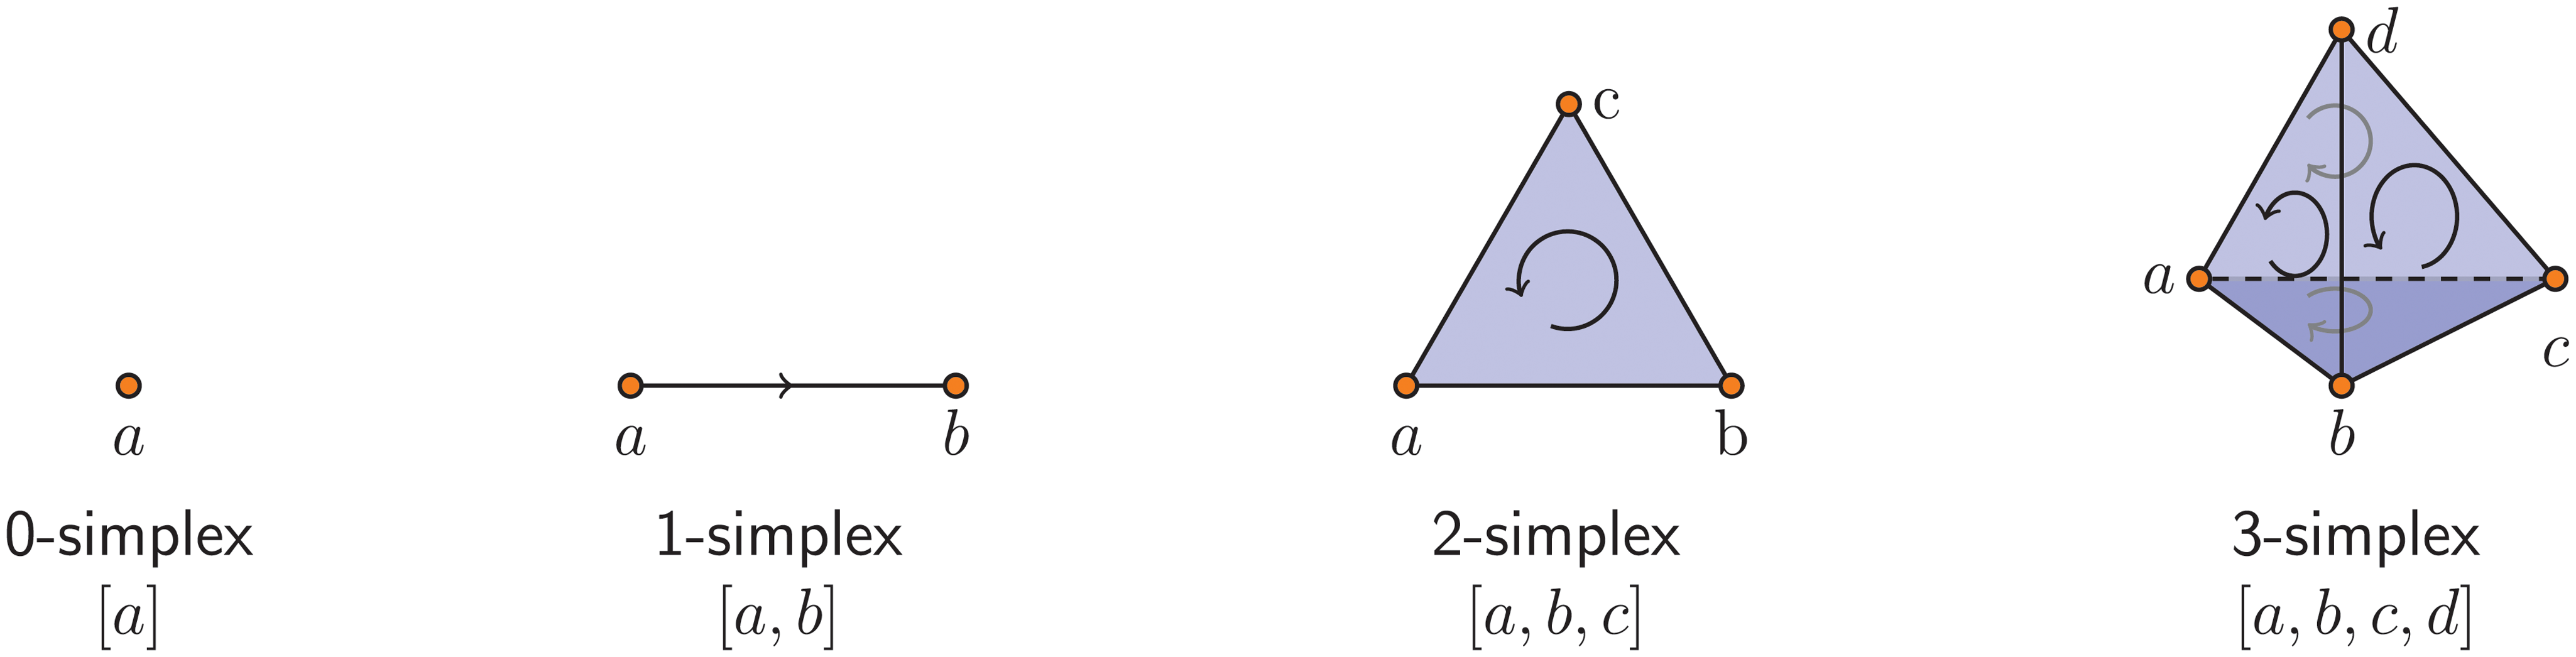 a
0-simplex
[a]
a b
1-simplex
[a, b]
c
a b
2-simplex
[a, b, c]
d
a
c
b
3-simplex
[a, b, c, d]